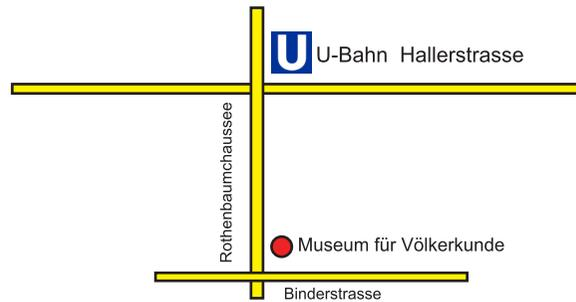 U U-Bahn Hallerstrasse
Rothenbaumchaussee
Museum für Völkerkunde
Binderstrasse